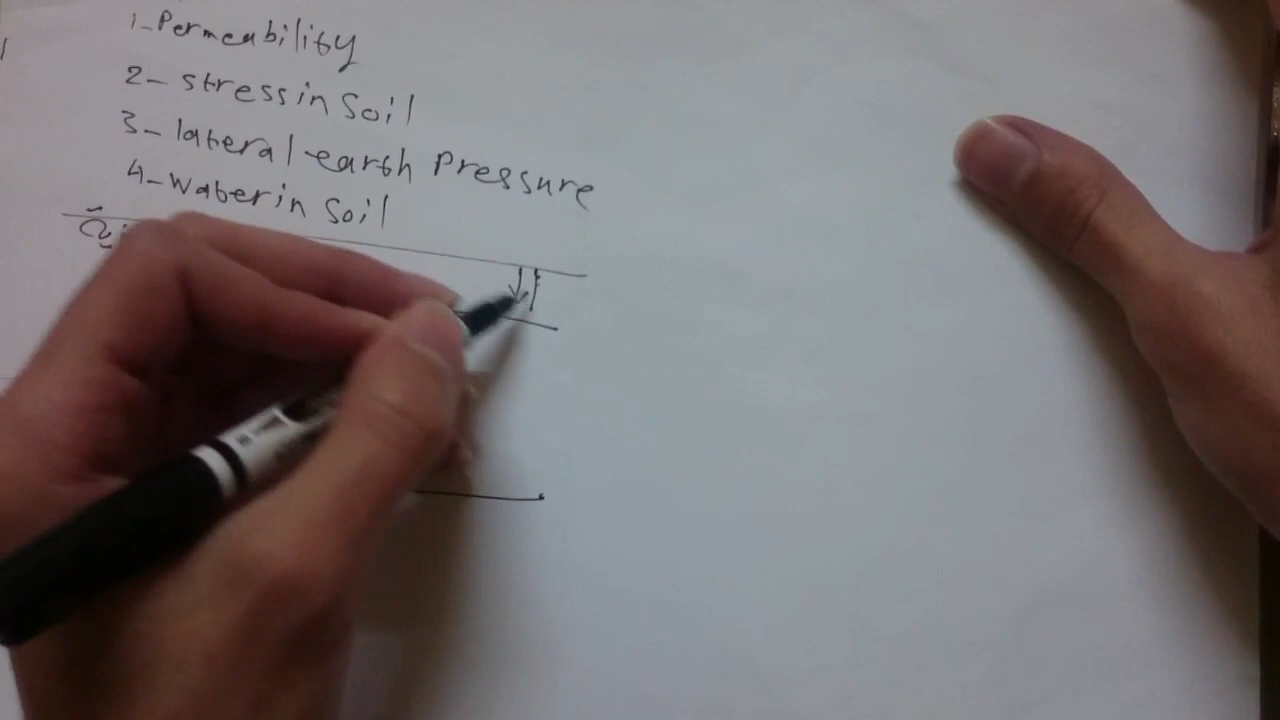 1-Permeability
2- stress in Soil
3- lateral earth Pressure
4-Water in Soil